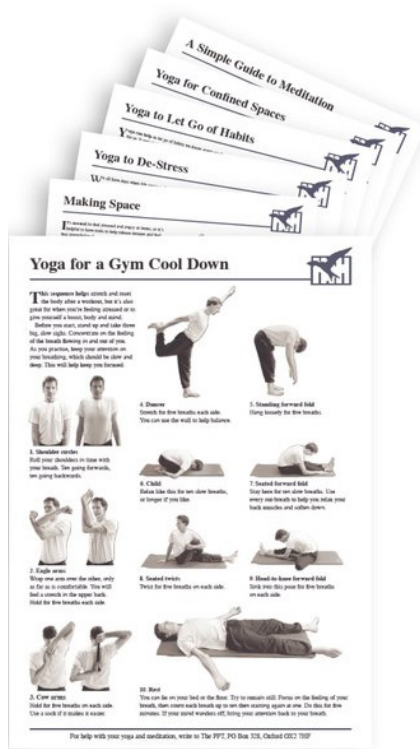 A Simple Guide to Meditation
Yoga for Confined Spaces
Yoga to Let Go of Habits
Yoga to De-Stress
Making Space
Yoga for a Gym Cool Down
This sequence helps stretch and reset
the body after a workout, but it's also
great for when you're feeling stressed or to
give yourself a boost, body and mind.
Before you start, stand up and take three
big, slow sighs. Concentrate on the feeling
of the breath flowing in and out of you.
As you practice, keep your attention on
your breathing, which should be slow and
deep. This will help keep you focused.
1. Shoulder circles
Roll your shoulders in time with
your breath. Ten going forwards,
ten going backwards.
2. Eagle arms
Wrap one arm over the other, only
as far as is comfortable. You will
feel a stretch in the upper back.
Hold for five breaths each side.
3. Cow arms
Hold for five breaths on each side.
Use a sock if it makes it easier.
4. Dancer
Stretch for five breaths each side.
You can use the wall to help balance.
5. Standing forward fold
Hang loosely for five breaths.
6. Child
Relax like this for ten slow breaths,
or longer if you like.
7. Seated forward fold
Stay here for ten slow breaths. Use
every out-breath to help you relax your
back muscles and soften down.
8. Seated twists
Twist for five breaths on each side.
9. Head-to-knee forward fold
Sink into this pose for five breaths
on each side.
10. Rest
You can lie on your bed or the floor. Try to remain still. Focus on the feeling of your
breath, then count each breath up to ten then starting again at one. Do this for five
minutes. If your mind wanders off, bring your attention back to your breath.
For help with your yoga and meditation, write to The PPT, PO Box 328, Oxford OX2 7HF